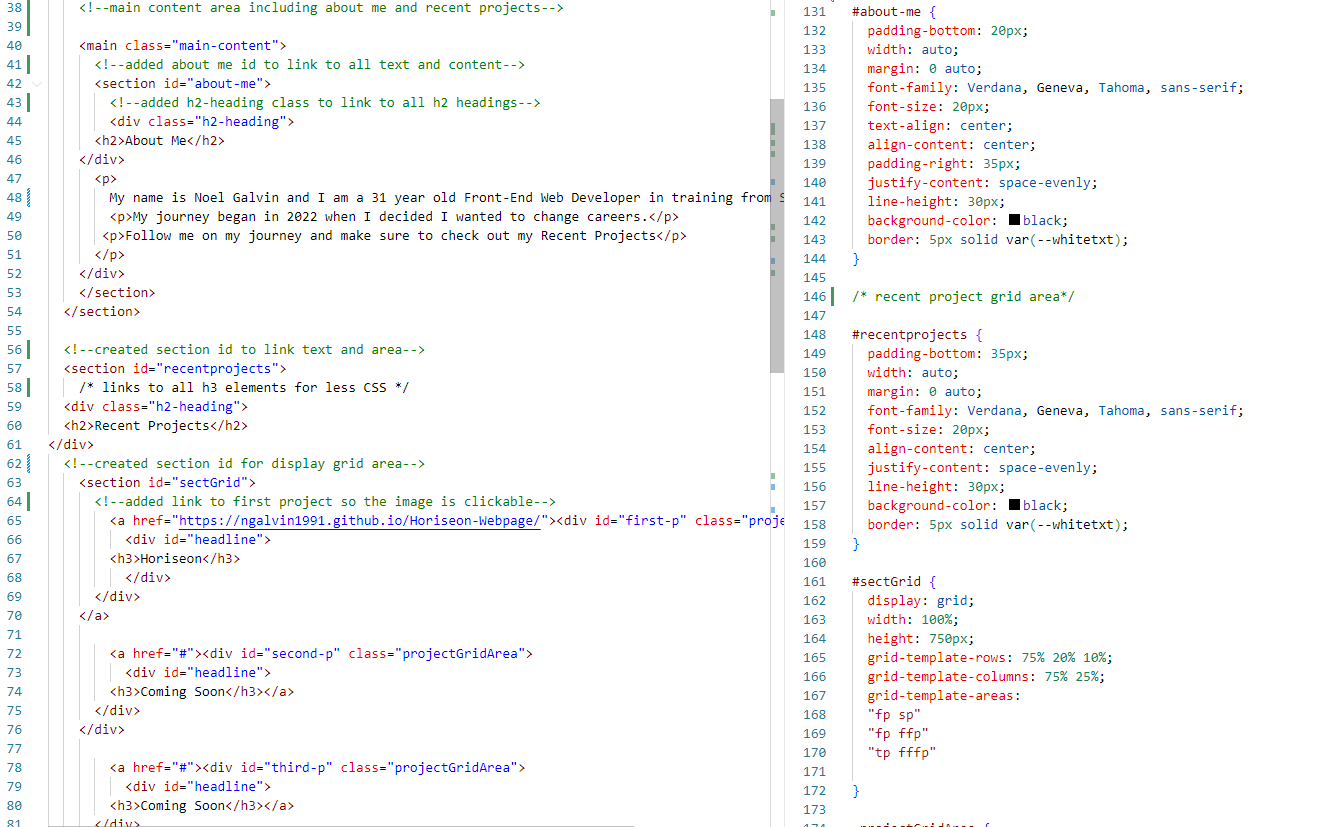 38 <!--main content area including about me and recent projects-->
39
40 <main class="main-content">
41 <!--added about me id to link to all text and content-->
42 <section id="about-me">
43 <!--added h2-heading class to link to all h2 headings-->
44 <div class="h2-heading">
45 <h2>About Me</h2>
46 </div>
47 <p>
48 My name is Noel Galvin and I am a 31 year old Front-End Web Developer in training from S
49 <p>My journey began in 2022 when I decided I wanted to change careers.</p>
50 <p>Follow me on my journey and make sure to check out my Recent Projects</p>
51 </p>
52 </div>
53 </section>
54 </section>
55
56 <!--created section id to link text and area-->
57 <section id="recentprojects">
58 /* links to all h3 elements for less CSS */
59 <div class="h2-heading">
60 <h2>Recent Projects</h2>
61 </div>
62 <!--created section id for display grid area-->
63 <section id="sectGrid">
64 <!--added link to first project so the image is clickable-->
65 <a href="https://ngalvin1991.github.io/Horiseon-Webpage/"><div id="first-p" class="proje
66 <div id="headline">
67 <h3>Horiseon</h3>
68 </div>
69 </div>
70 </a>
71
72 <a href="#"><div id="second-p" class="projectGridArea">
73 <div id="headline">
74 <h3>Coming Soon</h3></a>
75 </div>
76 </div>
77
78 <a href="#"><div id="third-p" class="projectGridArea">
79 <div id="headline">
80 <h3>Coming Soon</h3></a>
81 </div>
131 #about-me {
132 padding-bottom: 20px;
133 width: auto;
134 margin: 0 auto;
135 font-family: Verdana, Geneva, Tahoma, sans-serif;
136 font-size: 20px;
137 text-align: center;
138 align-content: center;
139 padding-right: 35px;
140 justify-content: space-evenly;
141 line-height: 30px;
142 background-color: black;
143 border: 5px solid var(--whitetxt);
144 }
145
146 /* recent project grid area*/
147
148 #recentprojects {
149 padding-bottom: 35px;
150 width: auto;
151 margin: 0 auto;
152 font-family: Verdana, Geneva, Tahoma, sans-serif;
153 font-size: 20px;
154 align-content: center;
155 justify-content: space-evenly;
156 line-height: 30px;
157 background-color: black;
158 border: 5px solid var(--whitetxt);
159 }
160
161 #sectGrid {
162 display: grid;
163 width: 100%;
164 height: 750px;
165 grid-template-rows: 75% 20% 10%;
166 grid-template-columns: 75% 25%;
167 grid-template-areas:
168 "fp sp"
169 "fp ffp"
170 "tp fffp"
171
172 }
173
174 .projectGridArea {